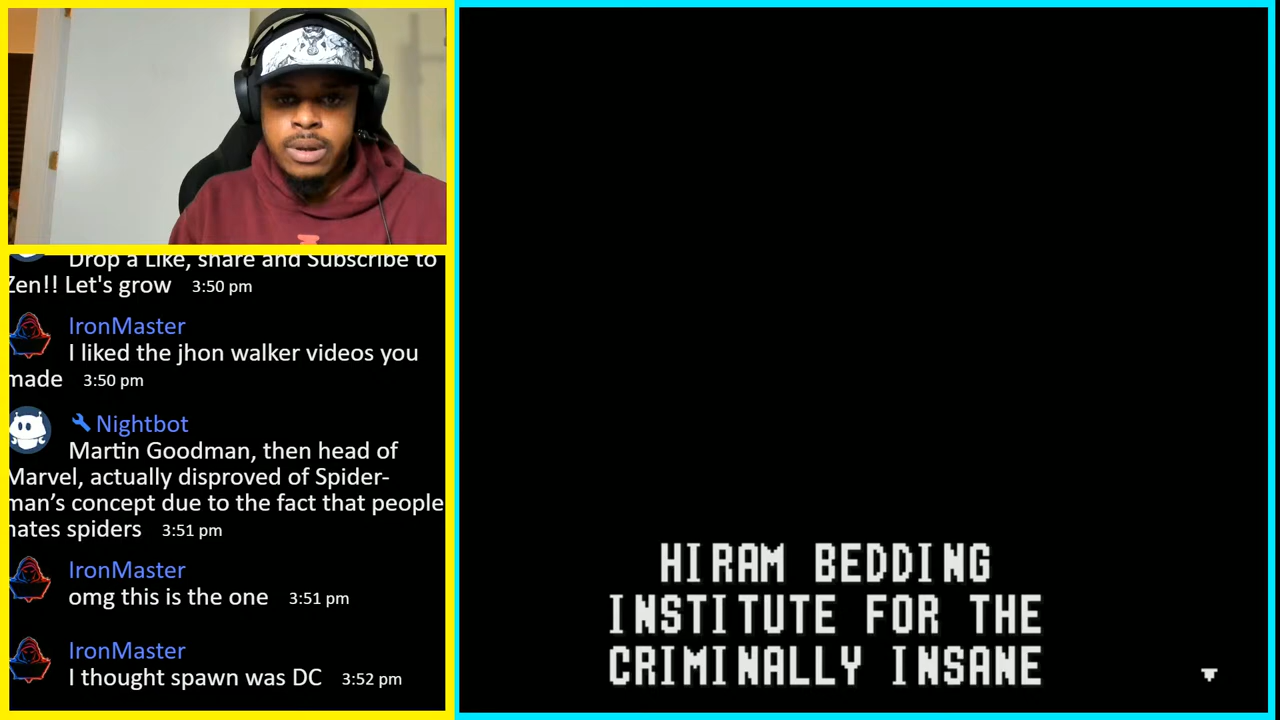 Drop a Like, share and Subscribe to
Zen!! Let's grow 3:50 pm
IronMaster
I liked the jhon walker videos you
made 3:50 pm
Nightbot
Martin Goodman, then head of
Marvel, actually disproved of Spider-
man's concept due to the fact that people
hates spiders 3:51 pm
IronMaster
omg this is the one 3:51 pm
IronMaster
I thought spawn was DC 3:52 pm
HIRAM BEDDING
INSTITUTE FOR THE
CRIMINALLY INSANE